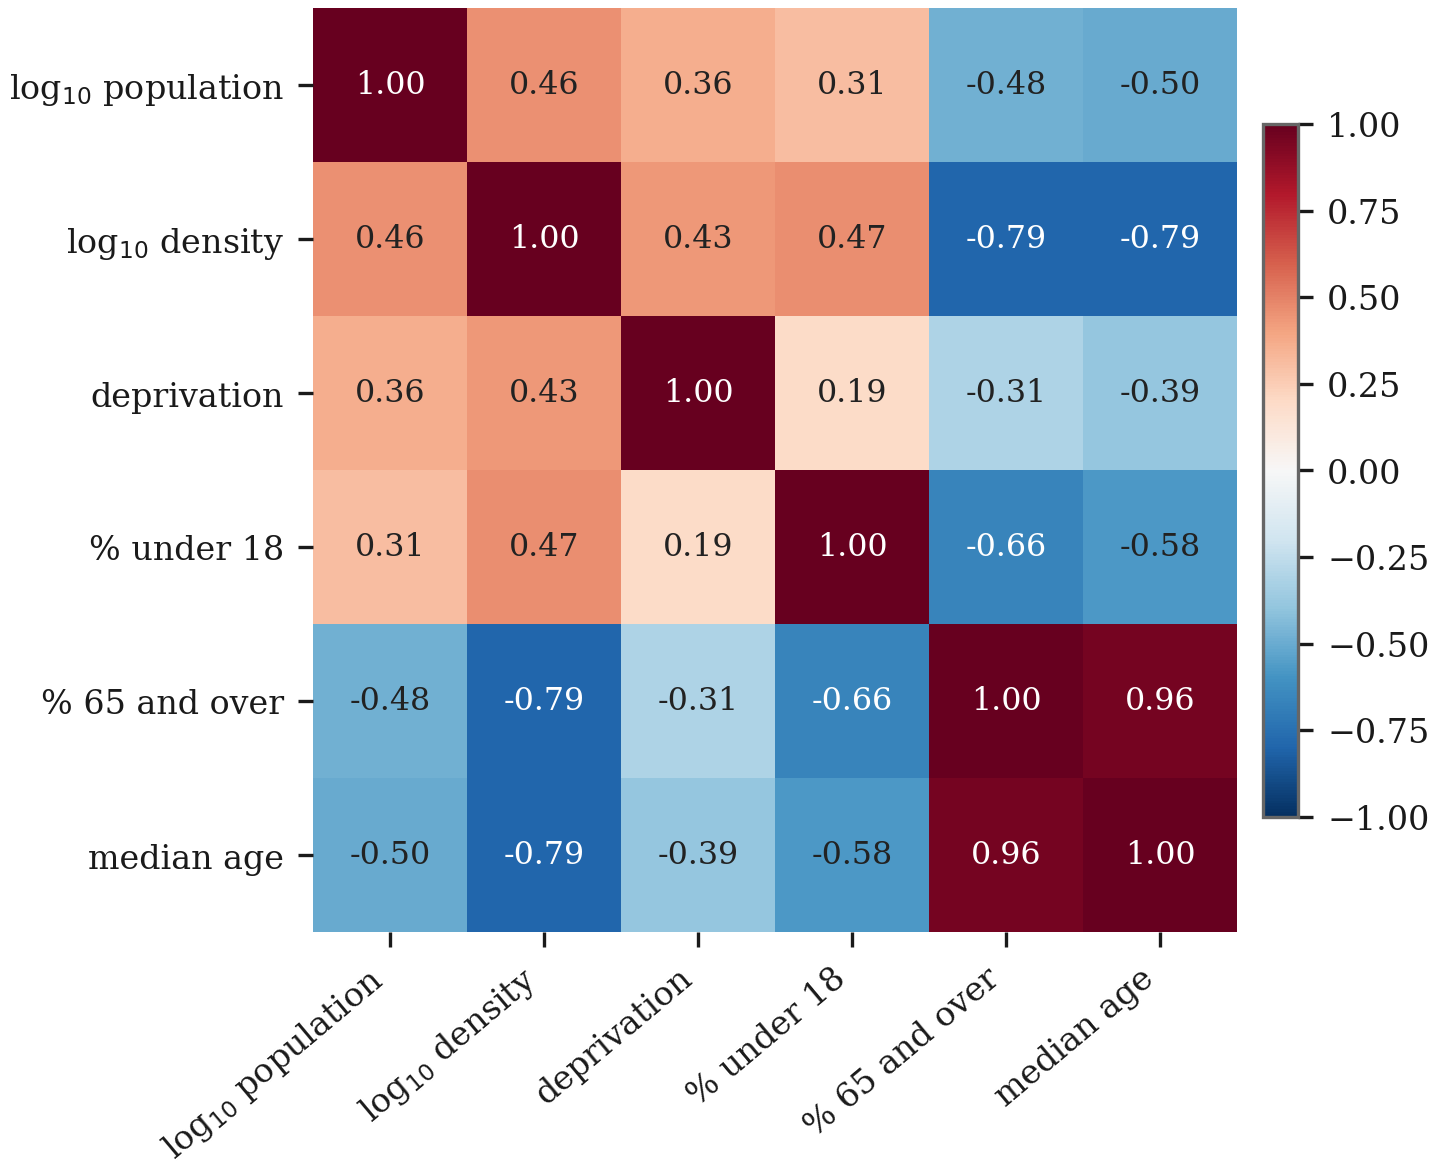 log₁₀ population 1.00 0.46 0.36 0.31 -0.48 -0.50
log₁₀ density 0.46 1.00 0.43 0.47 -0.79 -0.79
deprivation 0.36 0.43 1.00 0.19 -0.31 -0.39
% under 18 0.31 0.47 0.19 1.00 -0.66 -0.58
% 65 and over -0.48 -0.79 -0.31 -0.66 1.00 0.96
median age -0.50 -0.79 -0.39 -0.58 0.96 1.00
log₁₀ population
log₁₀ density
deprivation
% under 18
% 65 and over
median age
1.00
0.75
0.50
0.25
0.00
−0.25
−0.50
−0.75
−1.00